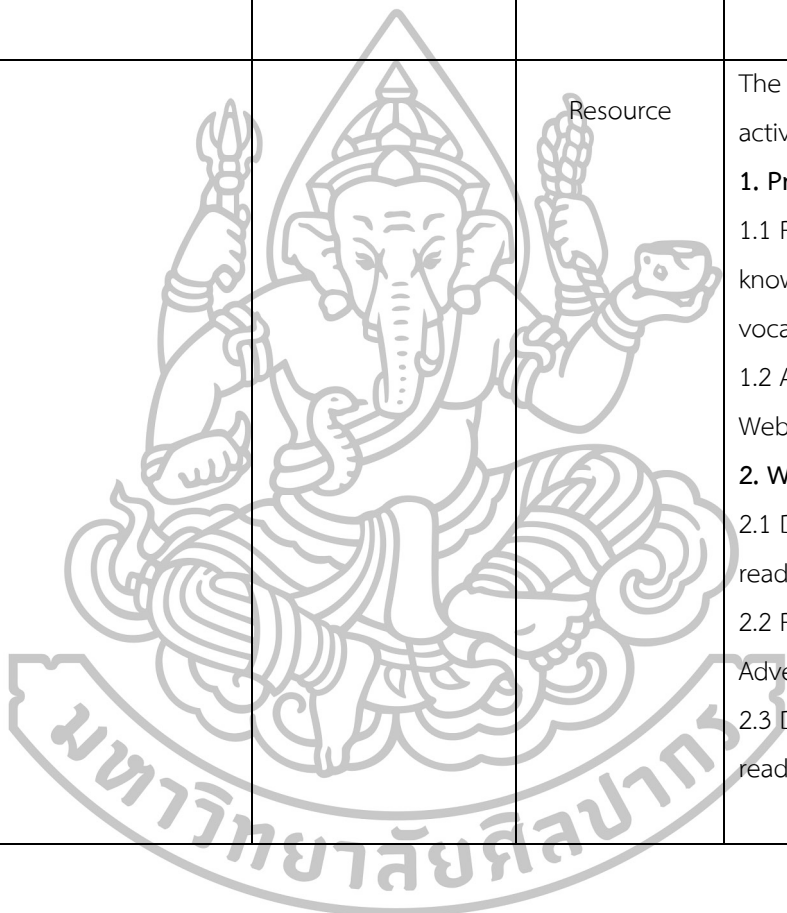 Resource
The
activ
1. Pr
1.1
know
voca
1.2 A
Web
2. W
2.1 D
read
2.2
Adve
2.3 D
read
มหาวิทยาลัยศิลปากร